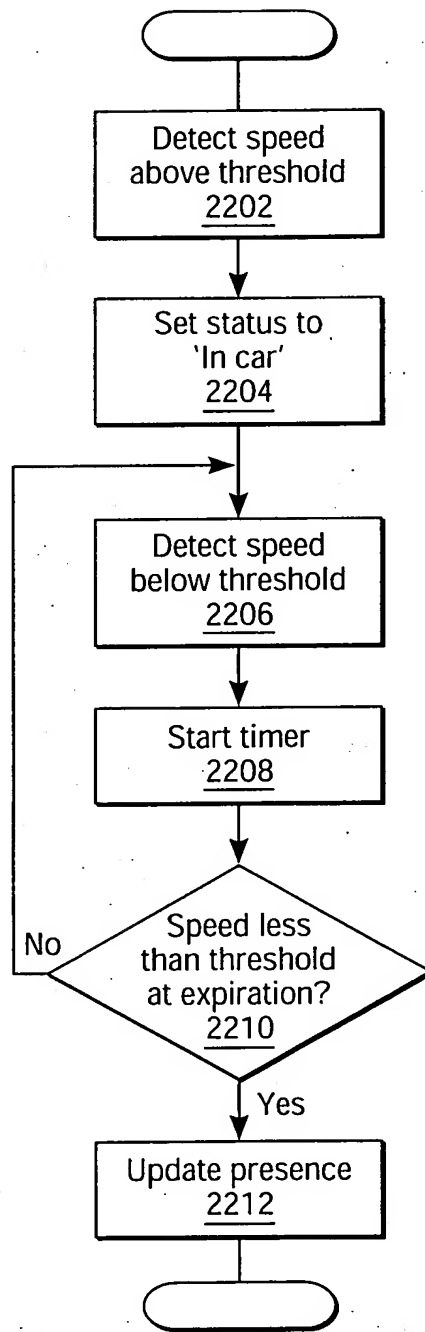 Detect speed
above threshold
2202
Set status to
'In car'
2204
Detect speed
below threshold
2206
Start timer
2208
Speed less
than threshold
at expiration?
2210
No
Yes
Update presence
2212